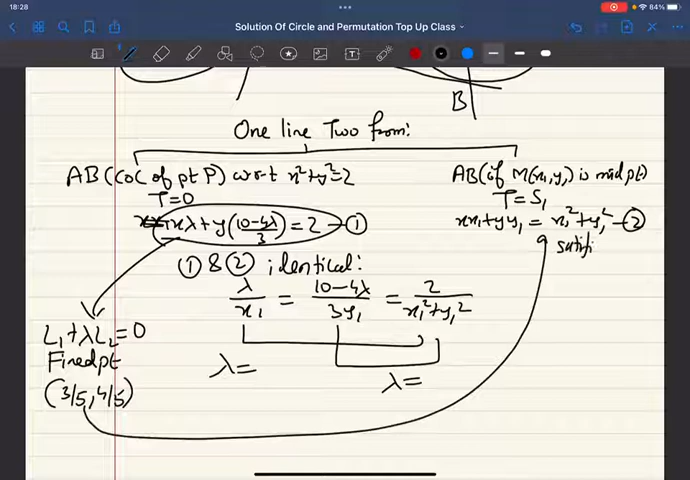 18:28
84%
Solution Of Circle and Permutation Top Up Class
B
One line Two from:
AB(CoC of pt P) w.r.t x²+y²=2
T=0
xλ+y(10-4λ/3)=2 —①
AB(if M(x₁,y₁) is mid pt)
T=S₁
xx₁+yy₁ = x₁²+y₁² —②
satisfi
① & ② identical:
λ/x₁ = 10-4λ/3y₁ = 2/x₁²+y₁²
L₁+λL₂=0
Fixed pt
(3/5, 4/5)
λ=
λ=